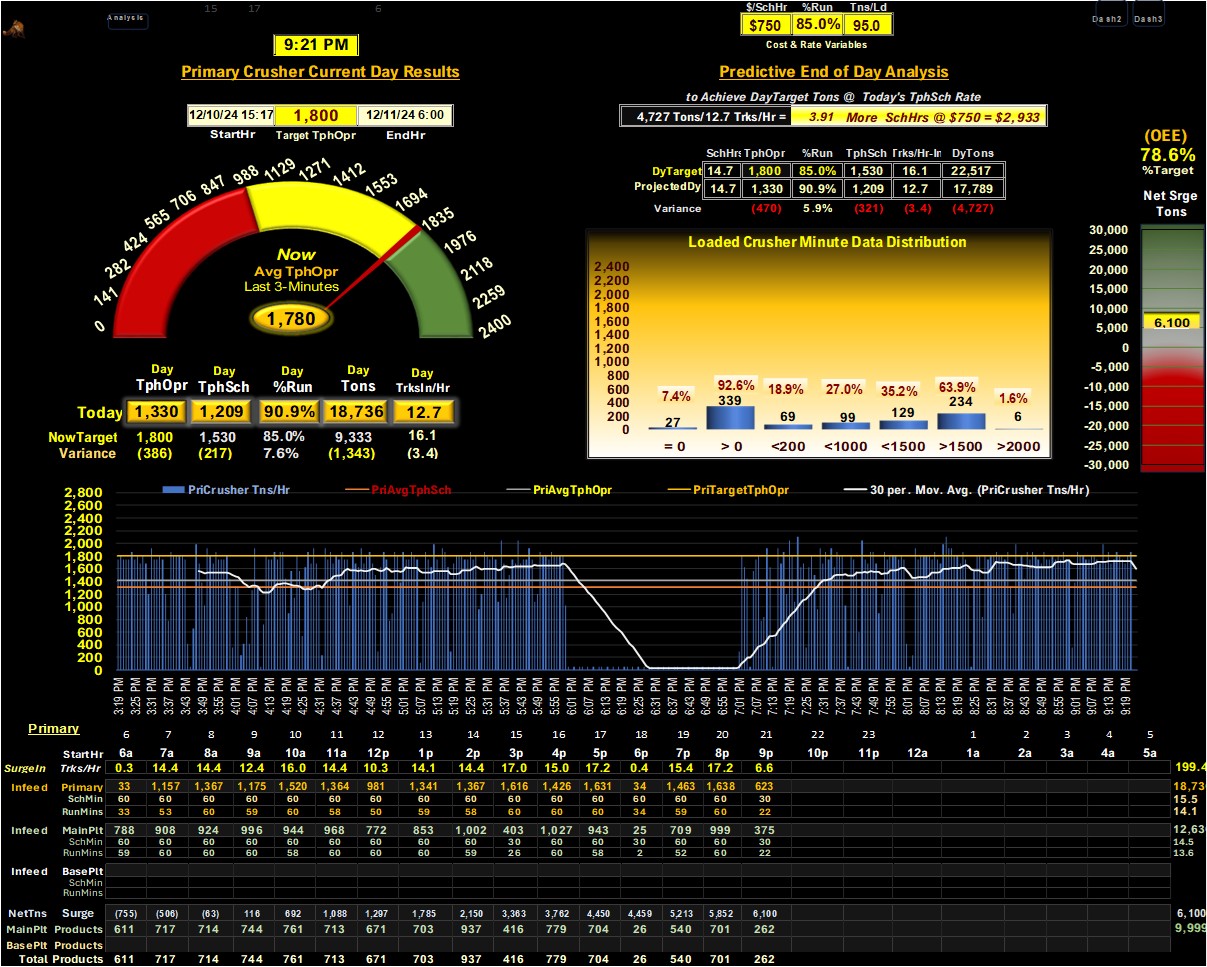 15 17 6
Analysis
$/SchHr %Run Tns/Ld
$750 85.0% 95.0
Cost & Rate Variables
Dash2 Dash3
9:21 PM
Primary Crusher Current Day Results
12/10/24 15:17 1,800 12/11/24 6:00
StartHr Target TphOpr EndHr
Predictive End of Day Analysis
to Achieve DayTarget Tons @ Today's TphSch Rate
4,727 Tons/12.7 Trks/Hr = 3.91 More SchHrs @ $750 = $2,933
SchHrs TphOpr %Run TphSch Trks/Hr-In DyTons
DyTarget 14.7 1,800 85.0% 1,530 16.1 22,517
ProjectedDy 14.7 1,330 90.9% 1,209 12.7 17,789
Variance (470) 5.9% (321) (3.4) (4,727)
(OEE)
78.6%
%Target
Net Srge
Tons
30,000
25,000
20,000
15,000
10,000
6,100
5,000
0
-5,000
-10,000
-15,000
-20,000
-25,000
-30,000
0 141 282 424 565 706 847 988 1129 1271 1412 1553 1694 1835 1976 2118 2259 2400
Now
Avg TphOpr
Last 3-Minutes
1,780
Day Day Day Day Day
TphOpr TphSch %Run Tons TrksIn/Hr
Today 1,330 1,209 90.9% 18,736 12.7
NowTarget 1,800 1,530 85.0% 9,333 16.1
Variance (386) (217) 7.6% (1,343) (3.4)
Loaded Crusher Minute Data Distribution
2,400
2,200
2,000
1,800
1,600
1,400
1,200
1,000
800
600
400
200
0
7.4% 92.6% 18.9% 27.0% 35.2% 63.9% 1.6%
27 339 69 99 129 234 6
= 0 > 0 <200 <1000 <1500 >1500 >2000
PriCrusher Tns/Hr PriAvgTphSch PriAvgTphOpr PriTargetTphOpr 30 per. Mov. Avg. (PriCrusher Tns/Hr)
2,800
2,600
2,400
2,200
2,000
1,800
1,600
1,400
1,200
1,000
800
600
400
200
0
3:19 PM 3:25 PM 3:31 PM 3:37 PM 3:43 PM 3:49 PM 3:55 PM 4:01 PM 4:07 PM 4:13 PM 4:19 PM 4:25 PM 4:31 PM 4:37 PM 4:43 PM 4:49 PM 4:55 PM 5:01 PM 5:07 PM 5:13 PM 5:19 PM 5:25 PM 5:31 PM 5:37 PM 5:43 PM 5:49 PM 5:55 PM 6:01 PM 6:07 PM 6:13 PM 6:19 PM 6:25 PM 6:31 PM 6:37 PM 6:43 PM 6:49 PM 6:55 PM 7:01 PM 7:07 PM 7:13 PM 7:19 PM 7:25 PM 7:31 PM 7:37 PM 7:43 PM 7:49 PM 7:55 PM 8:01 PM 8:07 PM 8:13 PM 8:19 PM 8:25 PM 8:31 PM 8:37 PM 8:43 PM 8:49 PM 8:55 PM 9:01 PM 9:07 PM 9:13 PM 9:19 PM
Primary 6 7 8 9 10 11 12 13 14 15 16 17 18 19 20 21 22 23 1 2 3 4 5
StartHr 6a 7a 8a 9a 10a 11a 12p 1p 2p 3p 4p 5p 6p 7p 8p 9p 10p 11p 12a 1a 2a 3a 4a 5a
SurgeIn Trks/Hr 0.3 14.4 14.4 12.4 16.0 14.4 10.3 14.1 14.4 17.0 15.0 17.2 0.4 15.4 17.2 6.6 199.4
Infeed Primary 33 1,157 1,367 1,175 1,520 1,364 981 1,341 1,367 1,616 1,426 1,631 34 1,463 1,638 623 18,73
SchMin 60 60 60 60 60 60 60 60 60 60 60 60 60 60 60 30 15.5
RunMins 33 53 60 59 60 58 50 59 58 60 60 60 34 59 60 22 14.1
Infeed MainPlt 788 908 924 996 944 968 772 853 1,002 403 1,027 943 25 709 999 375 12,63
SchMin 60 60 60 60 60 60 60 60 60 30 60 60 30 60 60 30 14.5
RunMins 59 60 60 60 58 60 60 60 59 26 60 58 2 52 60 22 13.6
Infeed BasePlt
SchMin
RunMins
NetTns Surge (755) (506) (63) 116 692 1,088 1,297 1,785 2,150 3,363 3,762 4,450 4,459 5,213 5,852 6,100 6,100
MainPlt Products 611 717 714 744 761 713 671 703 937 416 779 704 26 540 701 262 9,999
BasePlt Products
Total Products 611 717 714 744 761 713 671 703 937 416 779 704 26 540 701 262